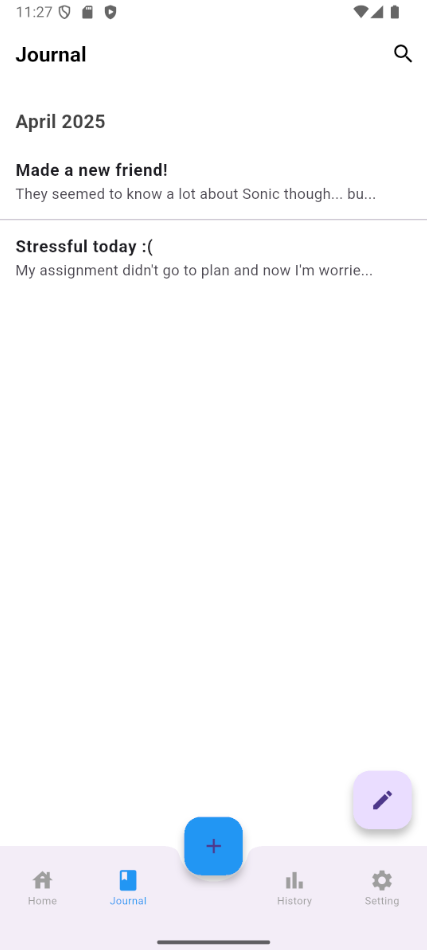 11:27
Journal
April 2025
Made a new friend!
They seemed to know a lot about Sonic though... bu...
Stressful today :(
My assignment didn't go to plan and now I'm worrie...
Home
Journal
History
Setting